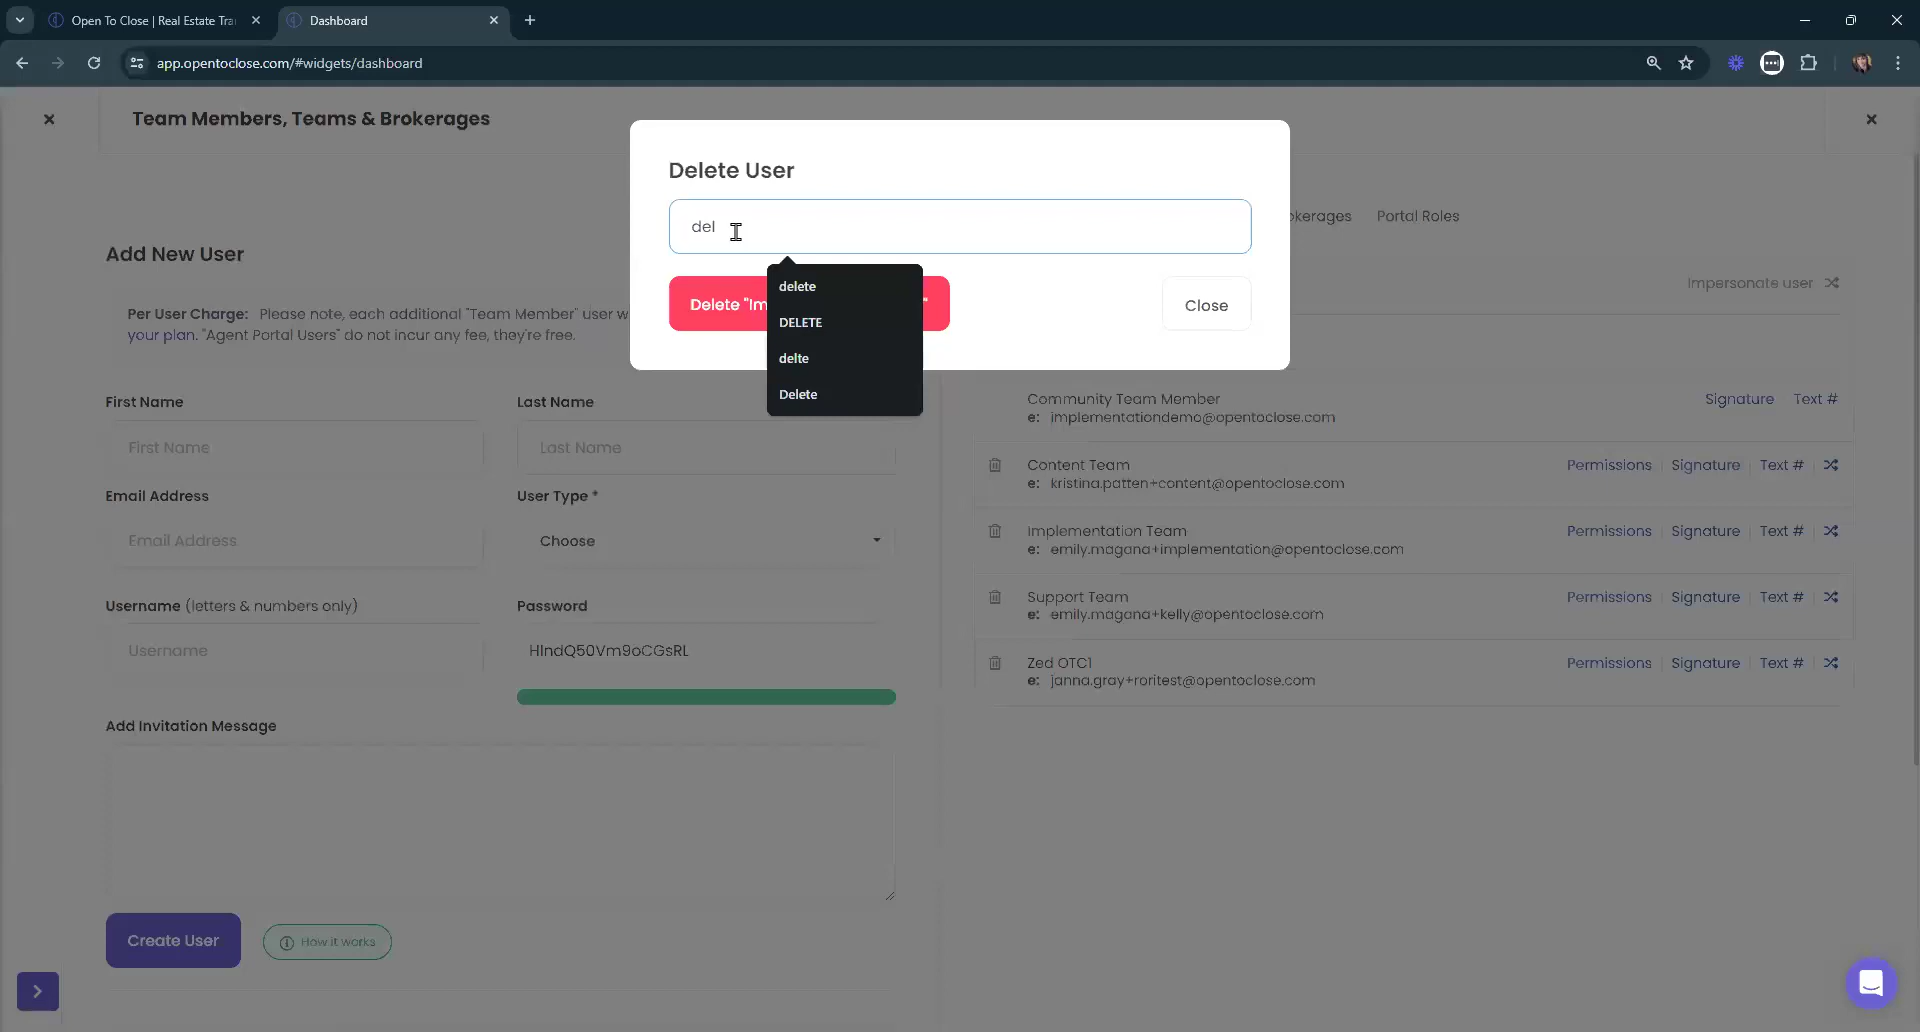 Open To Close | Real Estate Tra
Dashboard
app.opentoclose.com/#widgets/dashboard
Team Members, Teams & Brokerages
Delete User
del
delete
DELETE
delte
Delete
Delete "Im
"
Close
kerages
Portal Roles
Add New User
Impersonate user
Per User Charge: Please note, each additional "Team Member" user w
your plan. "Agent Portal Users" do not incur any fee, they're free.
First Name
Last Name
First Name
Last Name
Email Address
User Type *
Email Address
Choose
Username (letters & numbers only)
Password
Username
HIndQ50Vm9oCGsRL
Add Invitation Message
Create User
How it works
Community Team Member
Signature
Text #
e: implementationdemo@opentoclose.com
Content Team
Permissions
Signature
Text #
e: kristina.patten+content@opentoclose.com
Implementation Team
Permissions
Signature
Text #
e: emily.magana+implementation@opentoclose.com
Support Team
Permissions
Signature
Text #
e: emily.magana+kelly@opentoclose.com
Zed OTC1
Permissions
Signature
Text #
e: janna.gray+roritest@opentoclose.com